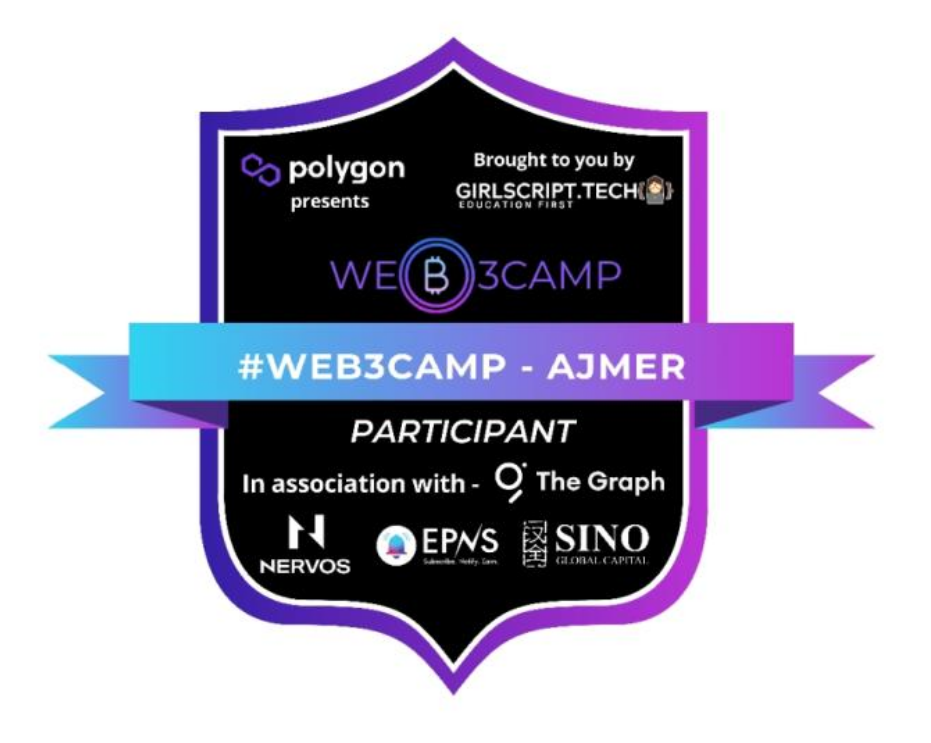 polygon
presents
Brought to you by
GIRLSCRIPT.TECH
EDUCATION FIRST
WEB3CAMP
#WEB3CAMP - AJMER
PARTICIPANT
In association with - The Graph
NERVOS
EPNS
Subscribe. Notify. Earn.
SINO
GLOBAL CAPITAL